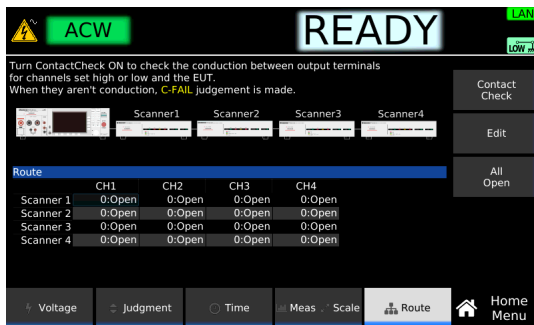 ACW
READY
LAN
LOW
Turn ContactCheck ON to check the conduction between output terminals
for channels set high or low and the EUT.
When they aren't conduction, C-FAIL judgement is made.
Contact
Check
Scanner1 Scanner2 Scanner3 Scanner4
Edit
All
Open
Route
CH1 CH2 CH3 CH4
Scanner 1 0:Open 0:Open 0:Open 0:Open
Scanner 2 0:Open 0:Open 0:Open 0:Open
Scanner 3 0:Open 0:Open 0:Open 0:Open
Scanner 4 0:Open 0:Open 0:Open 0:Open
Voltage Judgment Time Meas Scale Route Home
Menu